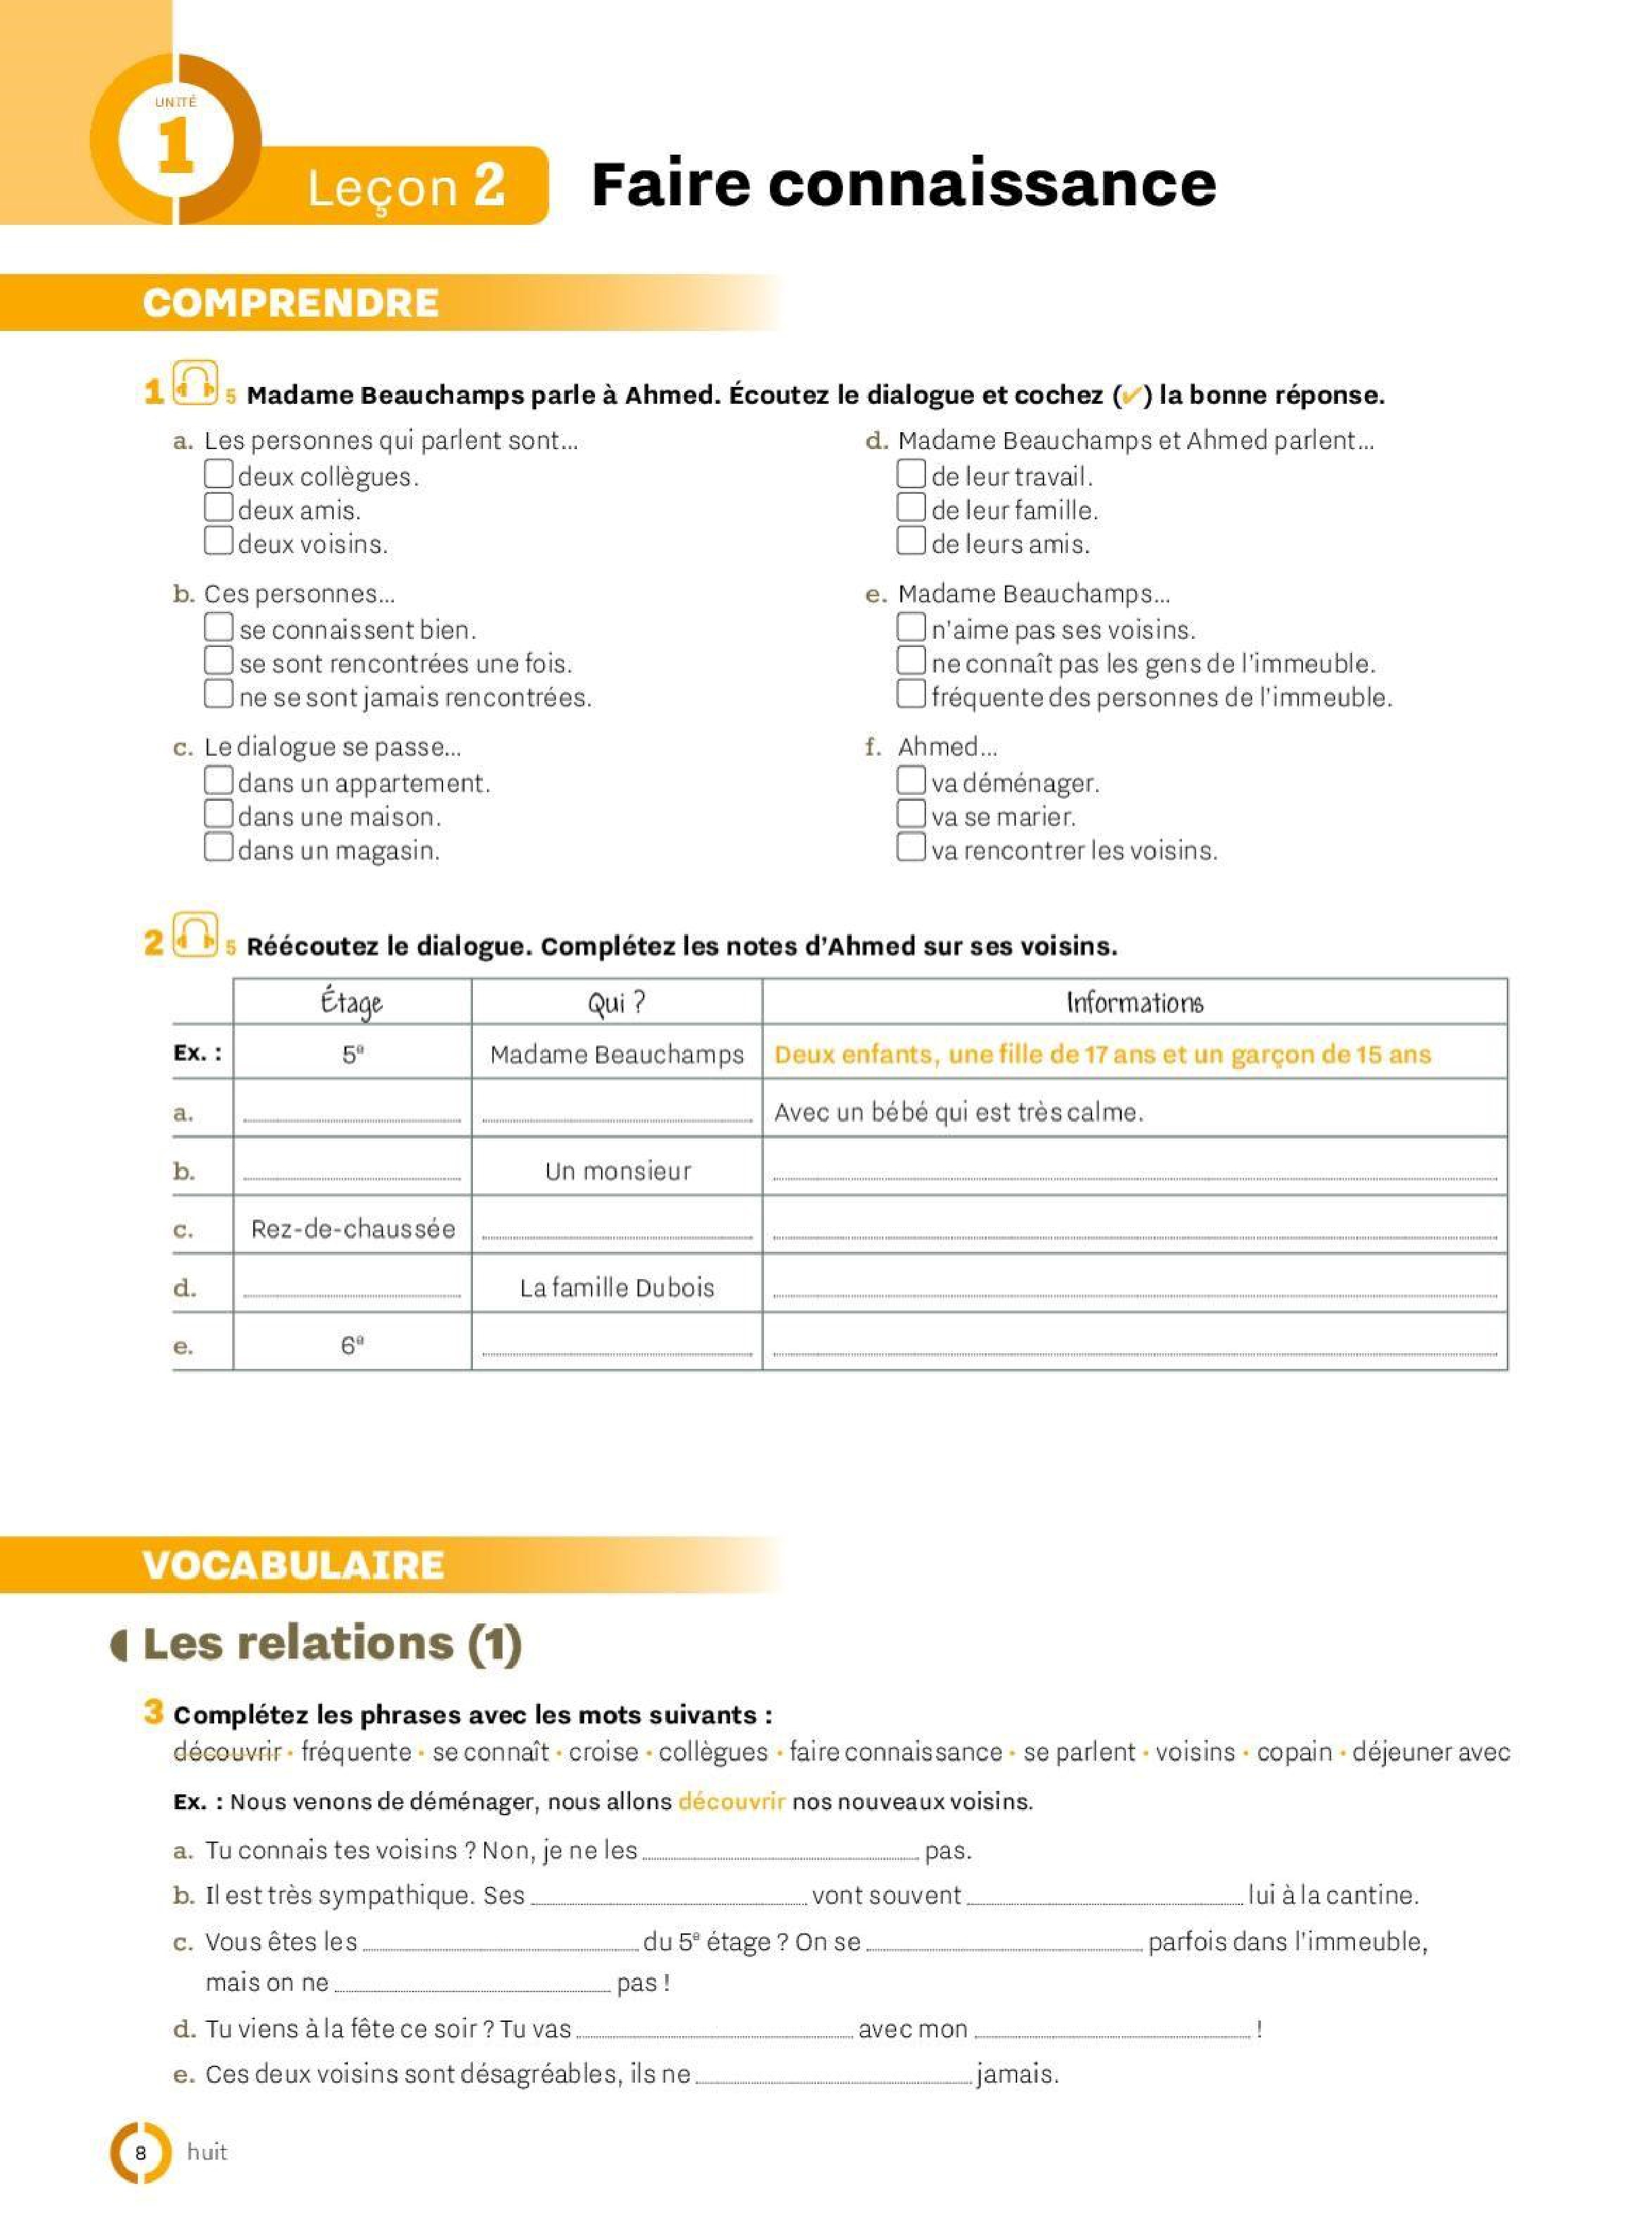 UNITÉ
1
Leçon 2 Faire connaissance
COMPRENDRE
1 5 Madame Beauchamps parle à Ahmed. Écoutez le dialogue et cochez (✔) la bonne réponse.
a. Les personnes qui parlent sont...
deux collègues.
deux amis.
deux voisins.
b. Ces personnes...
se connaissent bien.
se sont rencontrées une fois.
ne se sont jamais rencontrées.
c. Le dialogue se passe...
dans un appartement.
dans une maison.
dans un magasin.
d. Madame Beauchamps et Ahmed parlent...
de leur travail.
de leur famille.
de leurs amis.
e. Madame Beauchamps...
n'aime pas ses voisins.
ne connaît pas les gens de l'immeuble.
fréquente des personnes de l'immeuble.
f. Ahmed...
va déménager.
va se marier.
va rencontrer les voisins.
2 5 Réécoutez le dialogue. Complétez les notes d'Ahmed sur ses voisins.
Étage Qui ? Informations
Ex. : 5e Madame Beauchamps Deux enfants, une fille de 17 ans et un garçon de 15 ans
a. Avec un bébé qui est très calme.
b. Un monsieur
c. Rez-de-chaussée
d. La famille Dubois
e. 6e
VOCABULAIRE
Les relations (1)
3 Complétez les phrases avec les mots suivants :
découvrir • fréquente • se connaît • croise • collègues • faire connaissance • se parlent • voisins • copain • déjeuner avec
Ex. : Nous venons de déménager, nous allons découvrir nos nouveaux voisins.
a. Tu connais tes voisins ? Non, je ne les pas.
b. Il est très sympathique. Ses vont souvent lui à la cantine.
c. Vous êtes les du 5e étage ? On se parfois dans l'immeuble,
mais on ne pas !
d. Tu viens à la fête ce soir ? Tu vas avec mon !
e. Ces deux voisins sont désagréables, ils ne jamais.
8 huit